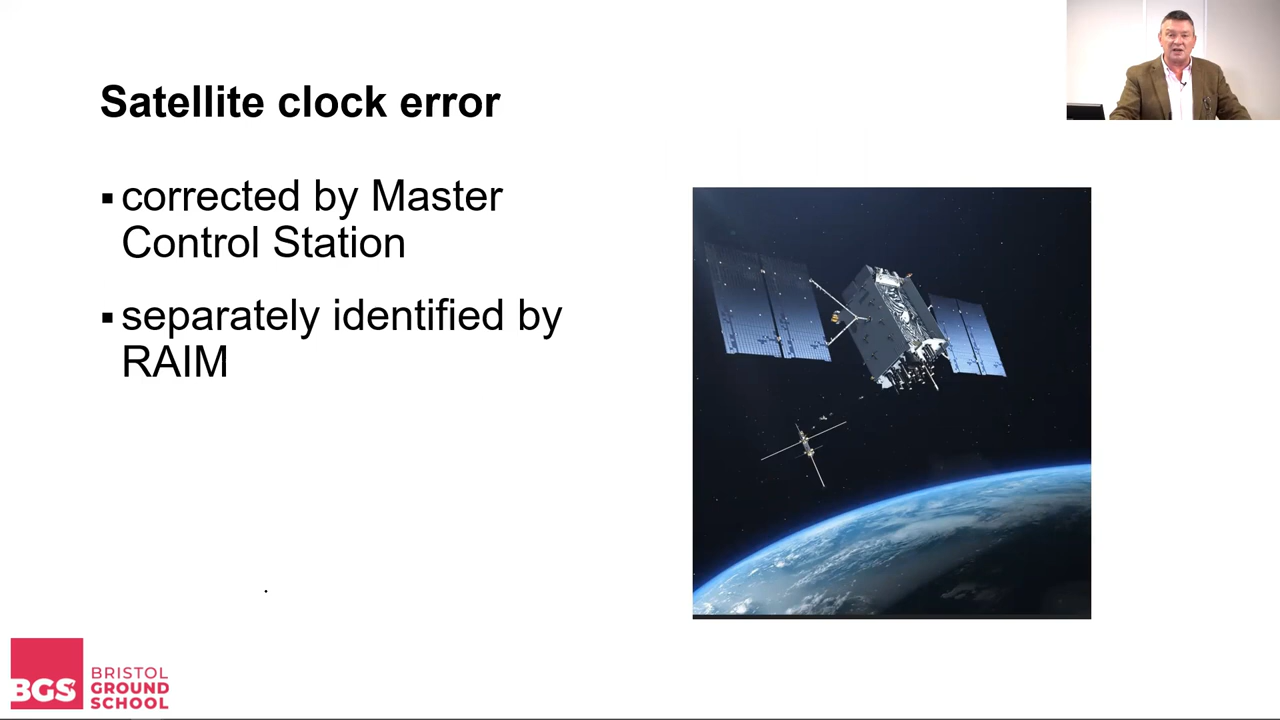 Satellite clock error
▪ corrected by Master
Control Station
▪ separately identified by
RAIM
BGS
BRISTOL
GROUND
SCHOOL